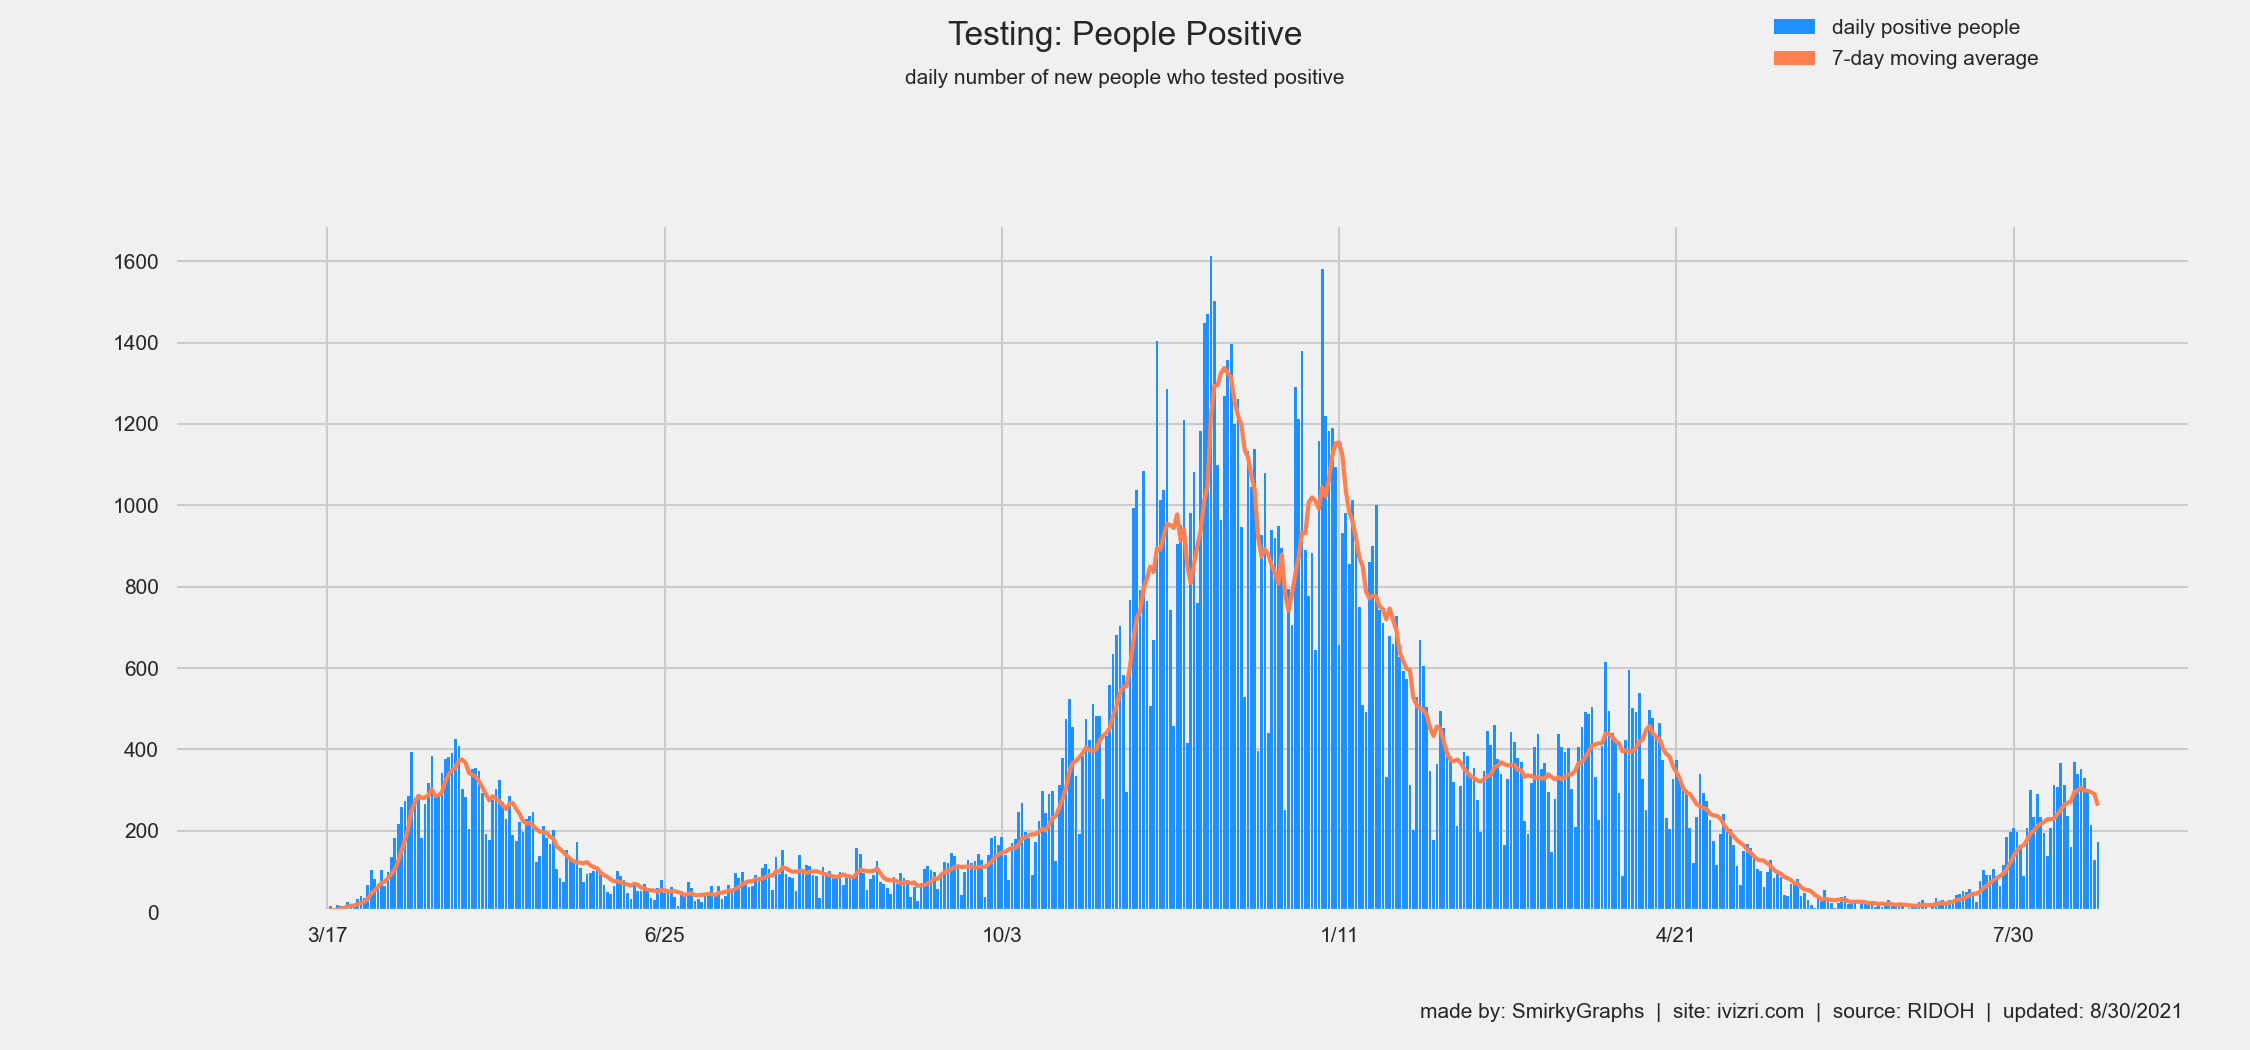 Testing: People Positive
daily number of new people who tested positive
daily positive people
7-day moving average
1600
1400
1200
1000
800
600
400
200
0
3/17 6/25 10/3 1/11 4/21 7/30
made by: SmirkyGraphs | site: ivizri.com | source: RIDOH | updated: 8/30/2021